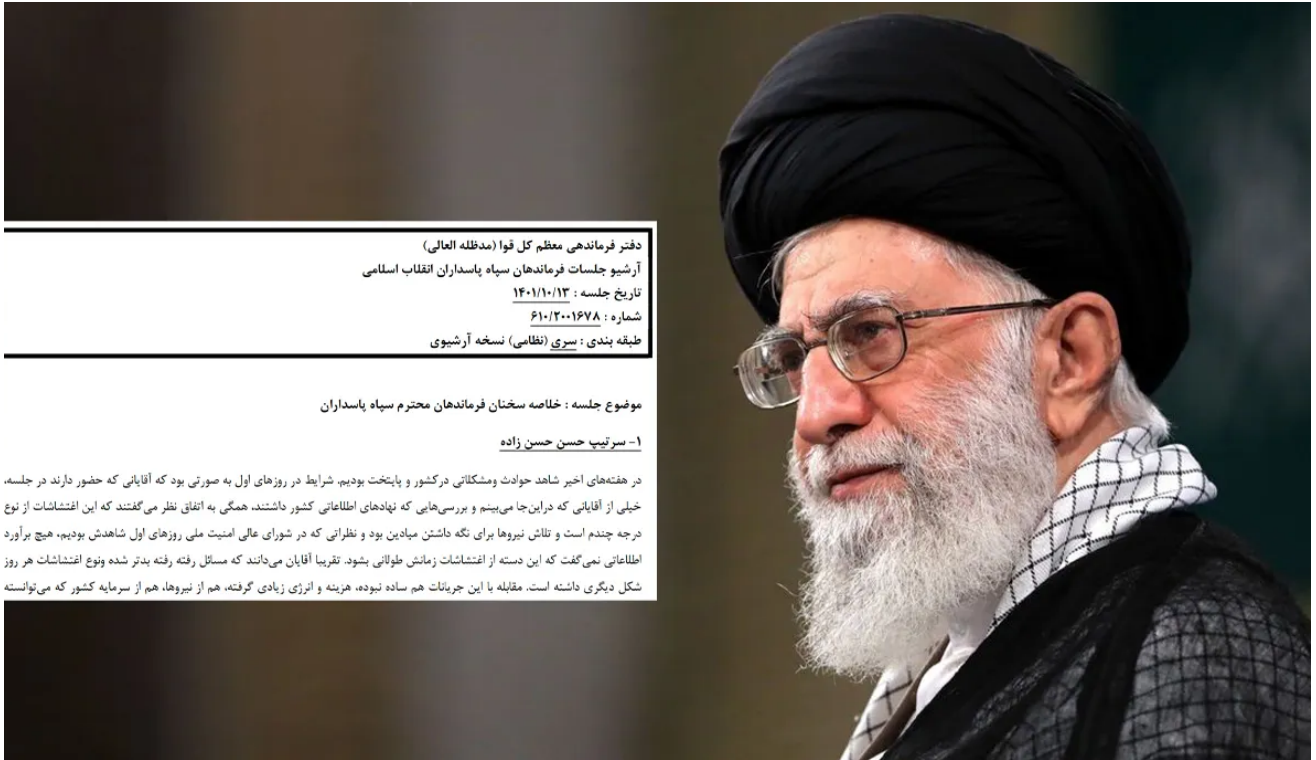 دفتر فرماندهی معظم کل قوا (مدظله العالی)
آرشیو جلسات فرماندهان سپاه پاسداران انقلاب اسلامی
تاریخ جلسه : ۱۴۰۱/۱۰/۱۳
شماره : ۶۱۰/۲۰۰۱۶۷۸
طبقه بندی : سری (نظامی) نسخه آرشیوی
موضوع جلسه : خلاصه سخنان فرماندهان محترم سپاه پاسداران
۱- سرتیپ حسن حسن زاده
در هفته‌های اخیر شاهد حوادث ومشکلاتی درکشور و پایتخت بودیم. شرایط در روزهای اول به صورتی بود که آقایانی که حضور دارند در جلسه،
خیلی از آقایانی که دراین‌جا می‌بینم و بررسی‌هایی که نهادهای اطلاعاتی کشور داشتند، همگی به اتفاق نظر می‌گفتند که این اغتشاشات از نوع
درجه چندم است و تلاش نیروها برای نگه داشتن میادین بود و نظراتی که در شورای عالی امنیت ملی روزهای اول شاهدش بودیم، هیچ برآورد
اطلاعاتی نمی‌گفت که این دسته از اغتشاشات زمانش طولانی بشود. تقریبا آقایان می‌دانند که مسائل رفته رفته بدتر شده ونوع اغتشاشات هر روز
شکل دیگری داشته است. مقابله با این جریانات هم ساده نبوده، هزینه و انرژی زیادی گرفته، هم از نیروها، هم از سرمایه کشور که می‌توانسته